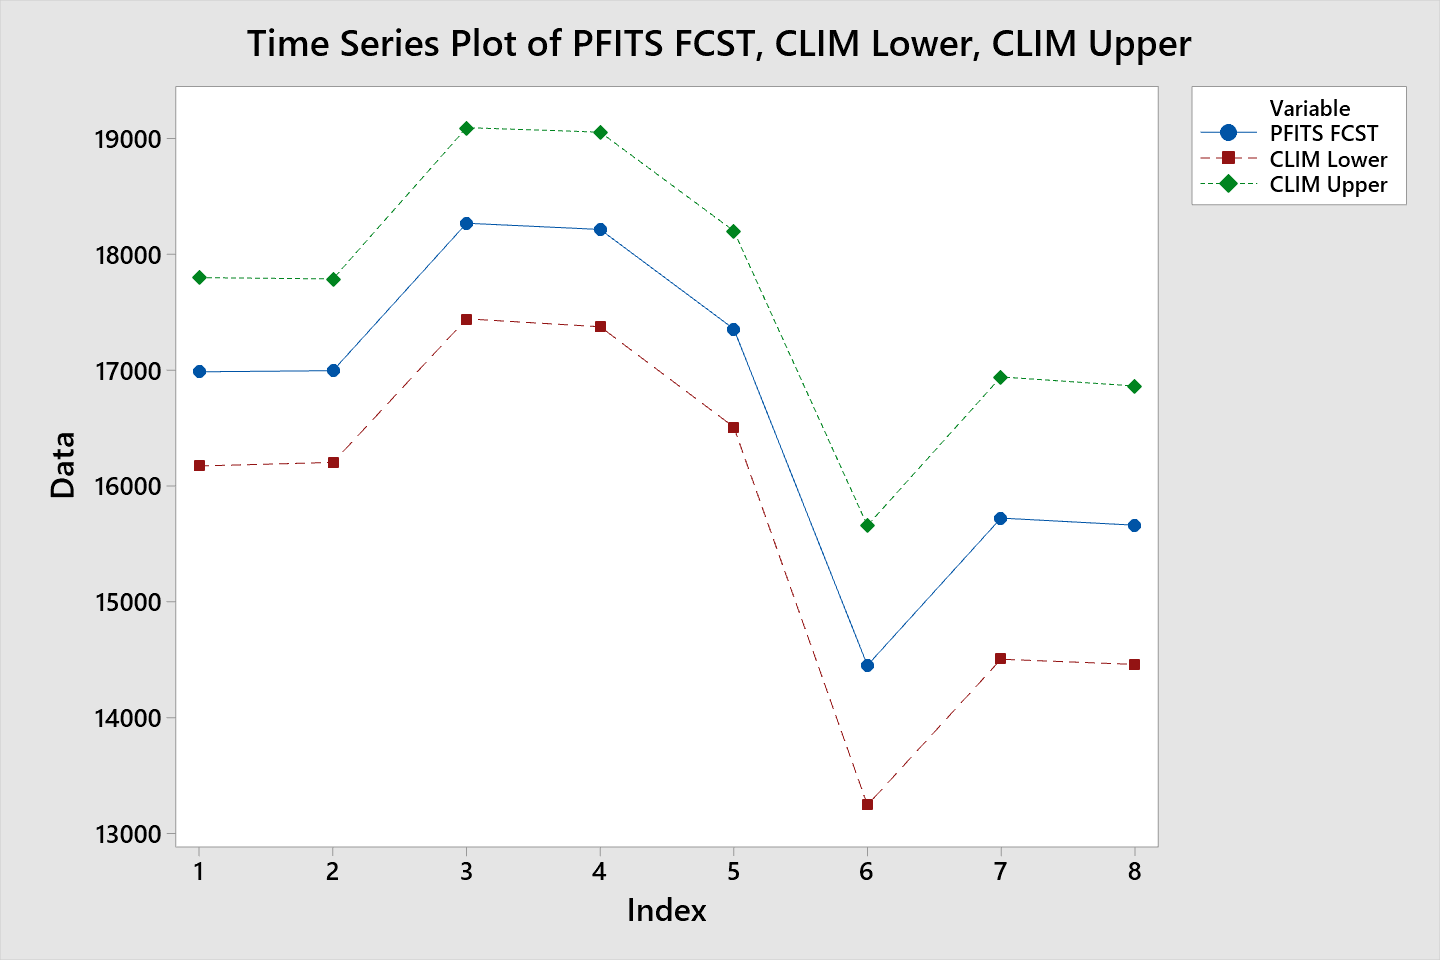 Time Series Plot of PFITS FCST, CLIM Lower, CLIM Upper
Variable
PFITS FCST
CLIM Lower
CLIM Upper
19000
18000
17000
16000
15000
14000
13000
Data
1 2 3 4 5 6 7 8
Index